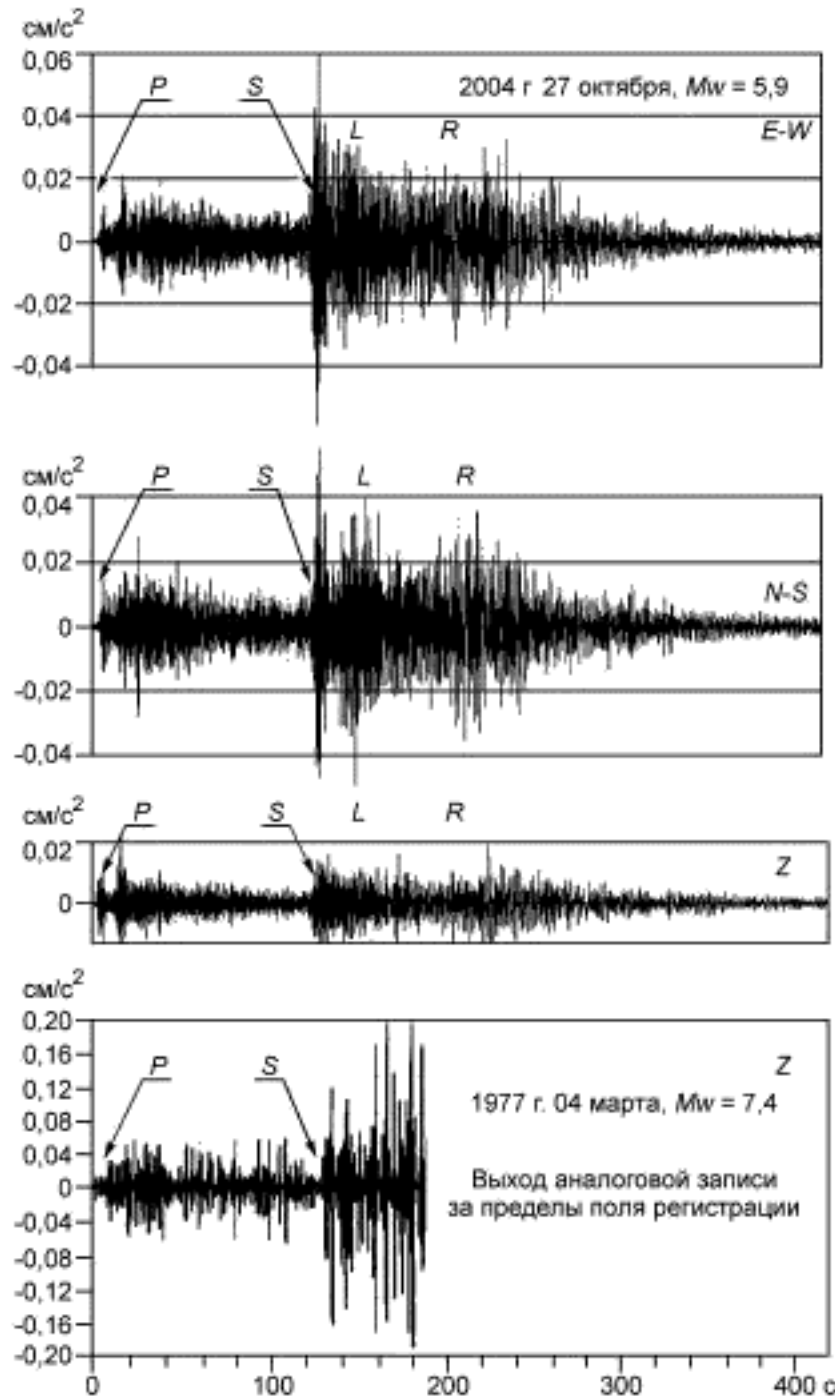 см/с²
0,06
P S 2004 г 27 октября, Mw = 5,9
0,04
L R E-W
0,02
0
-0,02
-0,04
см/с²
P S L R
0,04
0,02
N-S
0
-0,02
-0,04
см/с²
P S L R
0,02
Z
0
см/с²
0,20
0,16
P S Z
0,12
1977 г. 04 марта, Mw = 7,4
0,08
0,04
Выход аналоговой записи
0
за пределы поля регистрации
-0,04
-0,08
-0,12
-0,16
-0,20
0 100 200 300 400 с